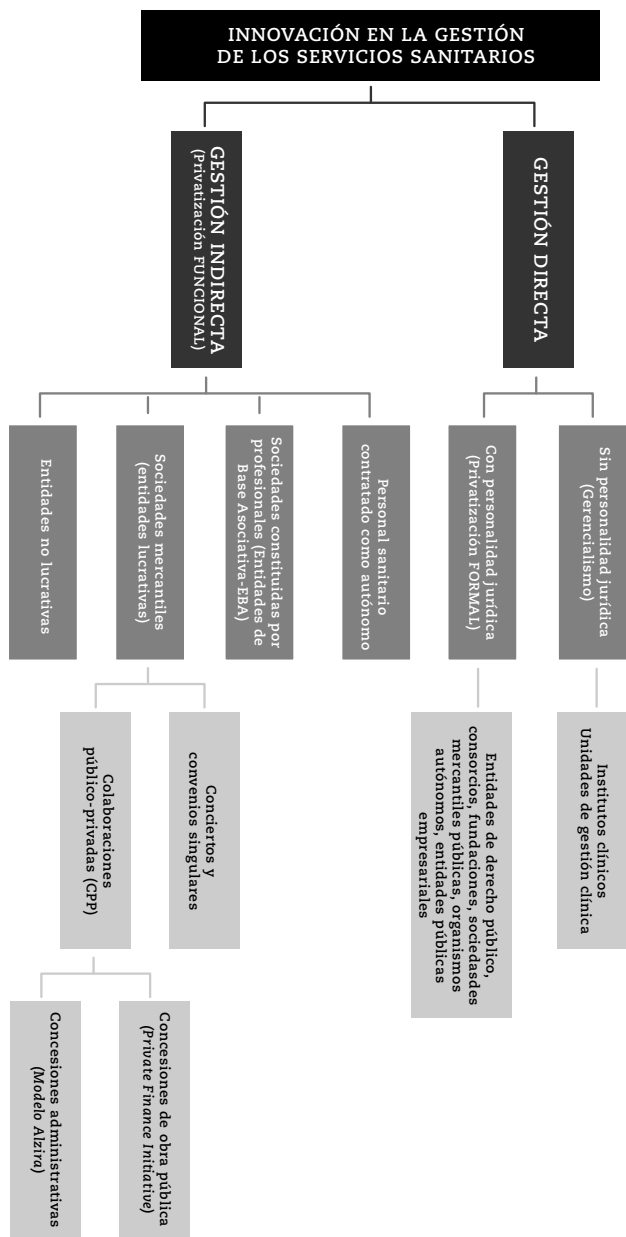 INNOVACIÓN EN LA GESTIÓN
DE LOS SERVICIOS SANITARIOS
GESTIÓN DIRECTA
Sin personalidad jurídica
(Gerencialismo)
Institutos clínicos
Unidades de gestión clínica
Con personalidad jurídica
(Privatización FORMAL)
Entidades de derecho público,
consorcios, fundaciones, sociedasdes
mercantiles públicas, organismos
autónomos, entidades públicas
empresariales
GESTIÓN INDIRECTA
(Privatización FUNCIONAL)
Personal sanitario
contratado como autónomo
Sociedades constituidas por
profesionales (Entidades de
Base Asociativa-EBA)
Sociedades mercantiles
(entidades lucrativas)
Conciertos y
convenios singulares
Colaboraciones
público-privadas (CPP)
Concesiones de obra pública
(Private Finance Initiative)
Concesiones administrativas
(Modelo Alzira)
Entidades no lucrativas